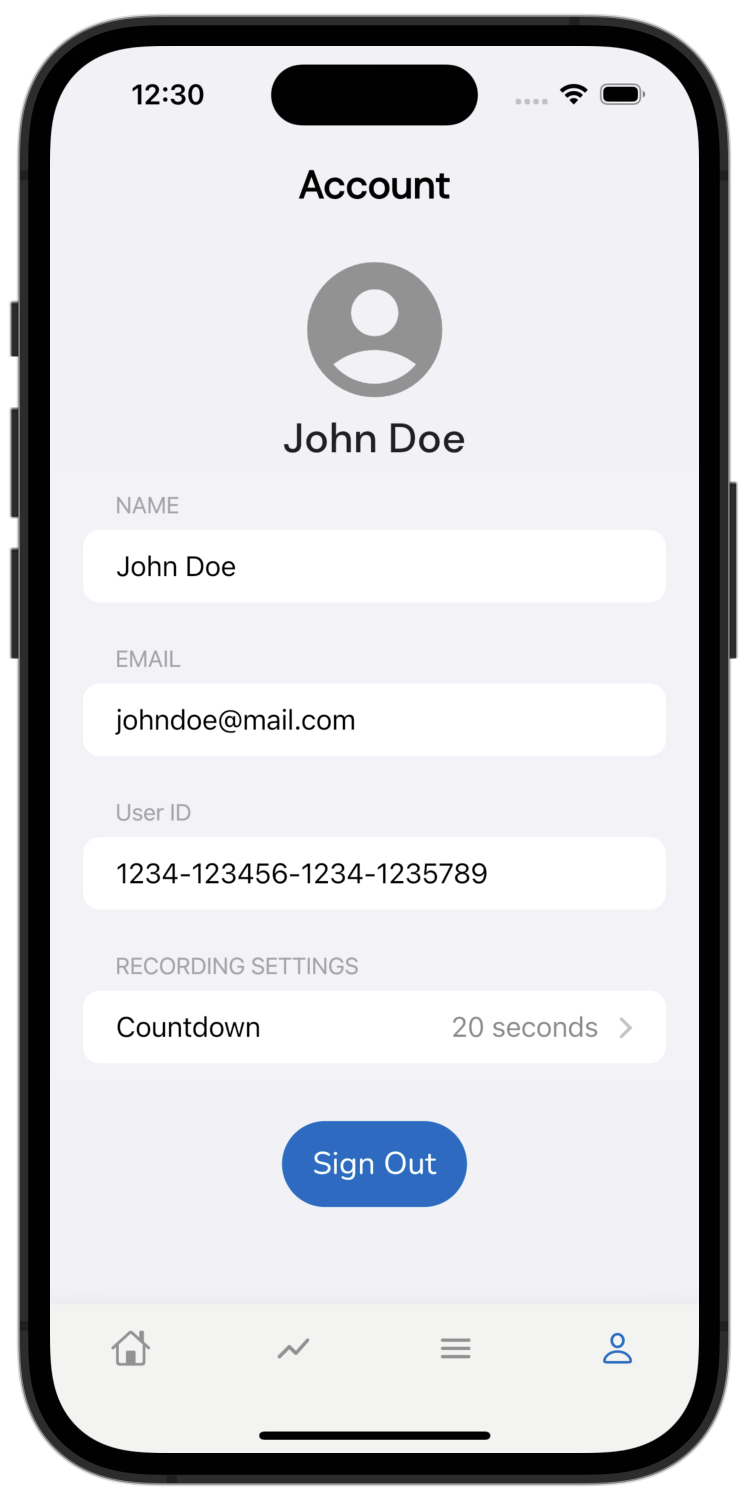 12:30
Account
John Doe
NAME
John Doe
EMAIL
johndoe@mail.com
User ID
1234-123456-1234-1235789
RECORDING SETTINGS
Countdown 20 seconds
Sign Out